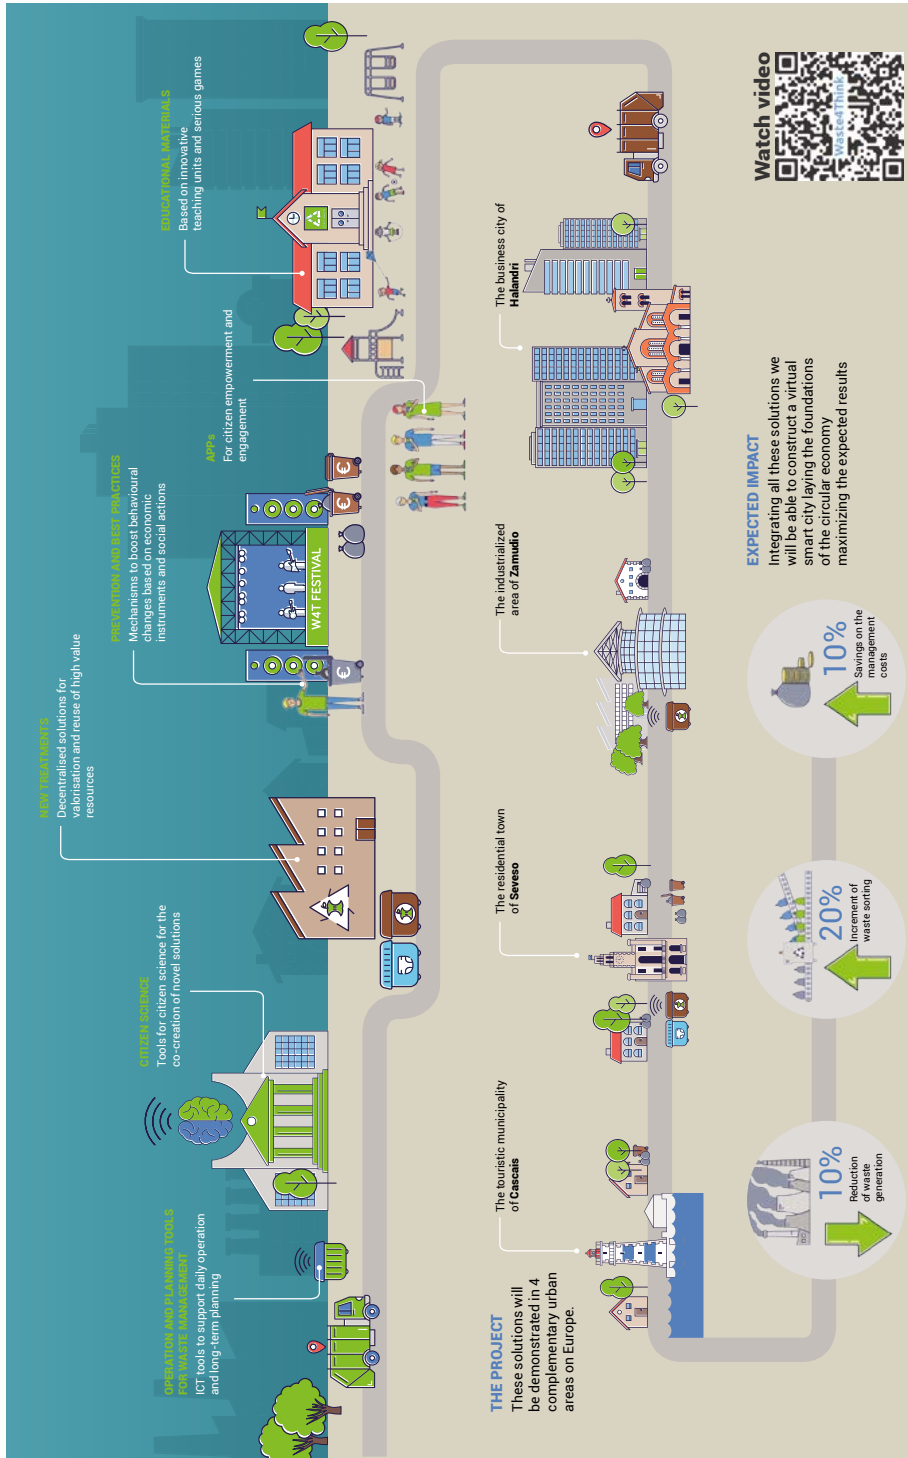 OPERATION AND PLANNING TOOLS
FOR WASTE MANAGEMENT
ICT tools to support daily operation
and long-term planning
CITIZEN SCIENCE
Tools for citizen science for the
co-creation of novel solutions
NEW TREATMENTS
Decentralised solutions for
valorisation and reuse of high value
resources
PREVENTION AND BEST PRACTICES
Mechanisms to boost behavioural
changes based on economic
instruments and social actions
W4T FESTIVAL
€
€
€
APPs
For citizen empowerment and
engagement
EDUCATIONAL MATERIALS
Based on innovative
teaching units and serious games
THE PROJECT
These solutions will
be demonstrated in 4
complementary urban
areas on Europe.
The touristic municipality
of Cascais
The residential town
of Seveso
The industrialized
area of Zamudio
The business city of
Halandri
10%
Reduction
of waste
generation
20%
Increment of
waste sorting
10%
Savings on the
management
costs
EXPECTED IMPACT
Integrating all these solutions we
will be able to construct a virtual
smart city laying the foundations
of the circular economy
maximizing the expected results
Watch video
Waste4Think